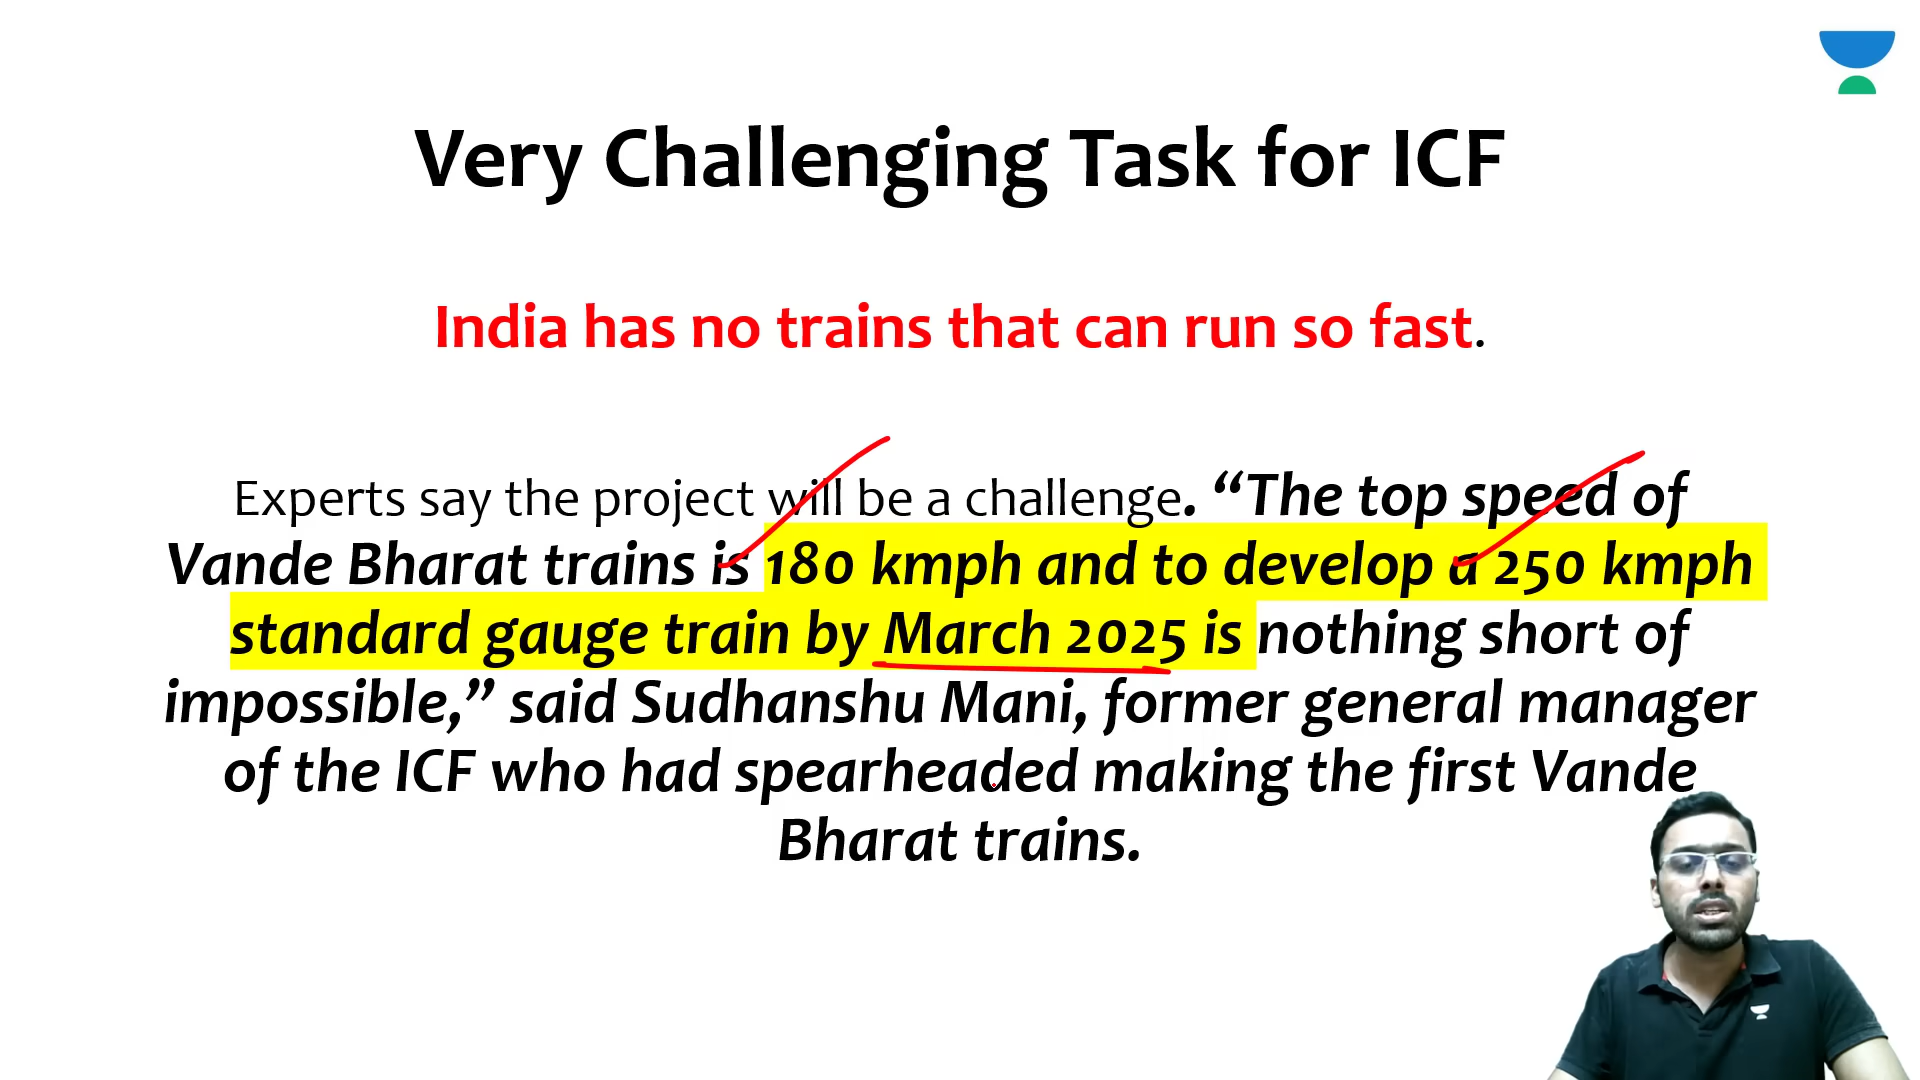 Very Challenging Task for ICF
India has no trains that can run so fast.
Experts say the project will be a challenge. “The top speed of
Vande Bharat trains is 180 kmph and to develop a 250 kmph
standard gauge train by March 2025 is nothing short of
impossible,” said Sudhanshu Mani, former general manager
of the ICF who had spearheaded making the first Vande
Bharat trains.